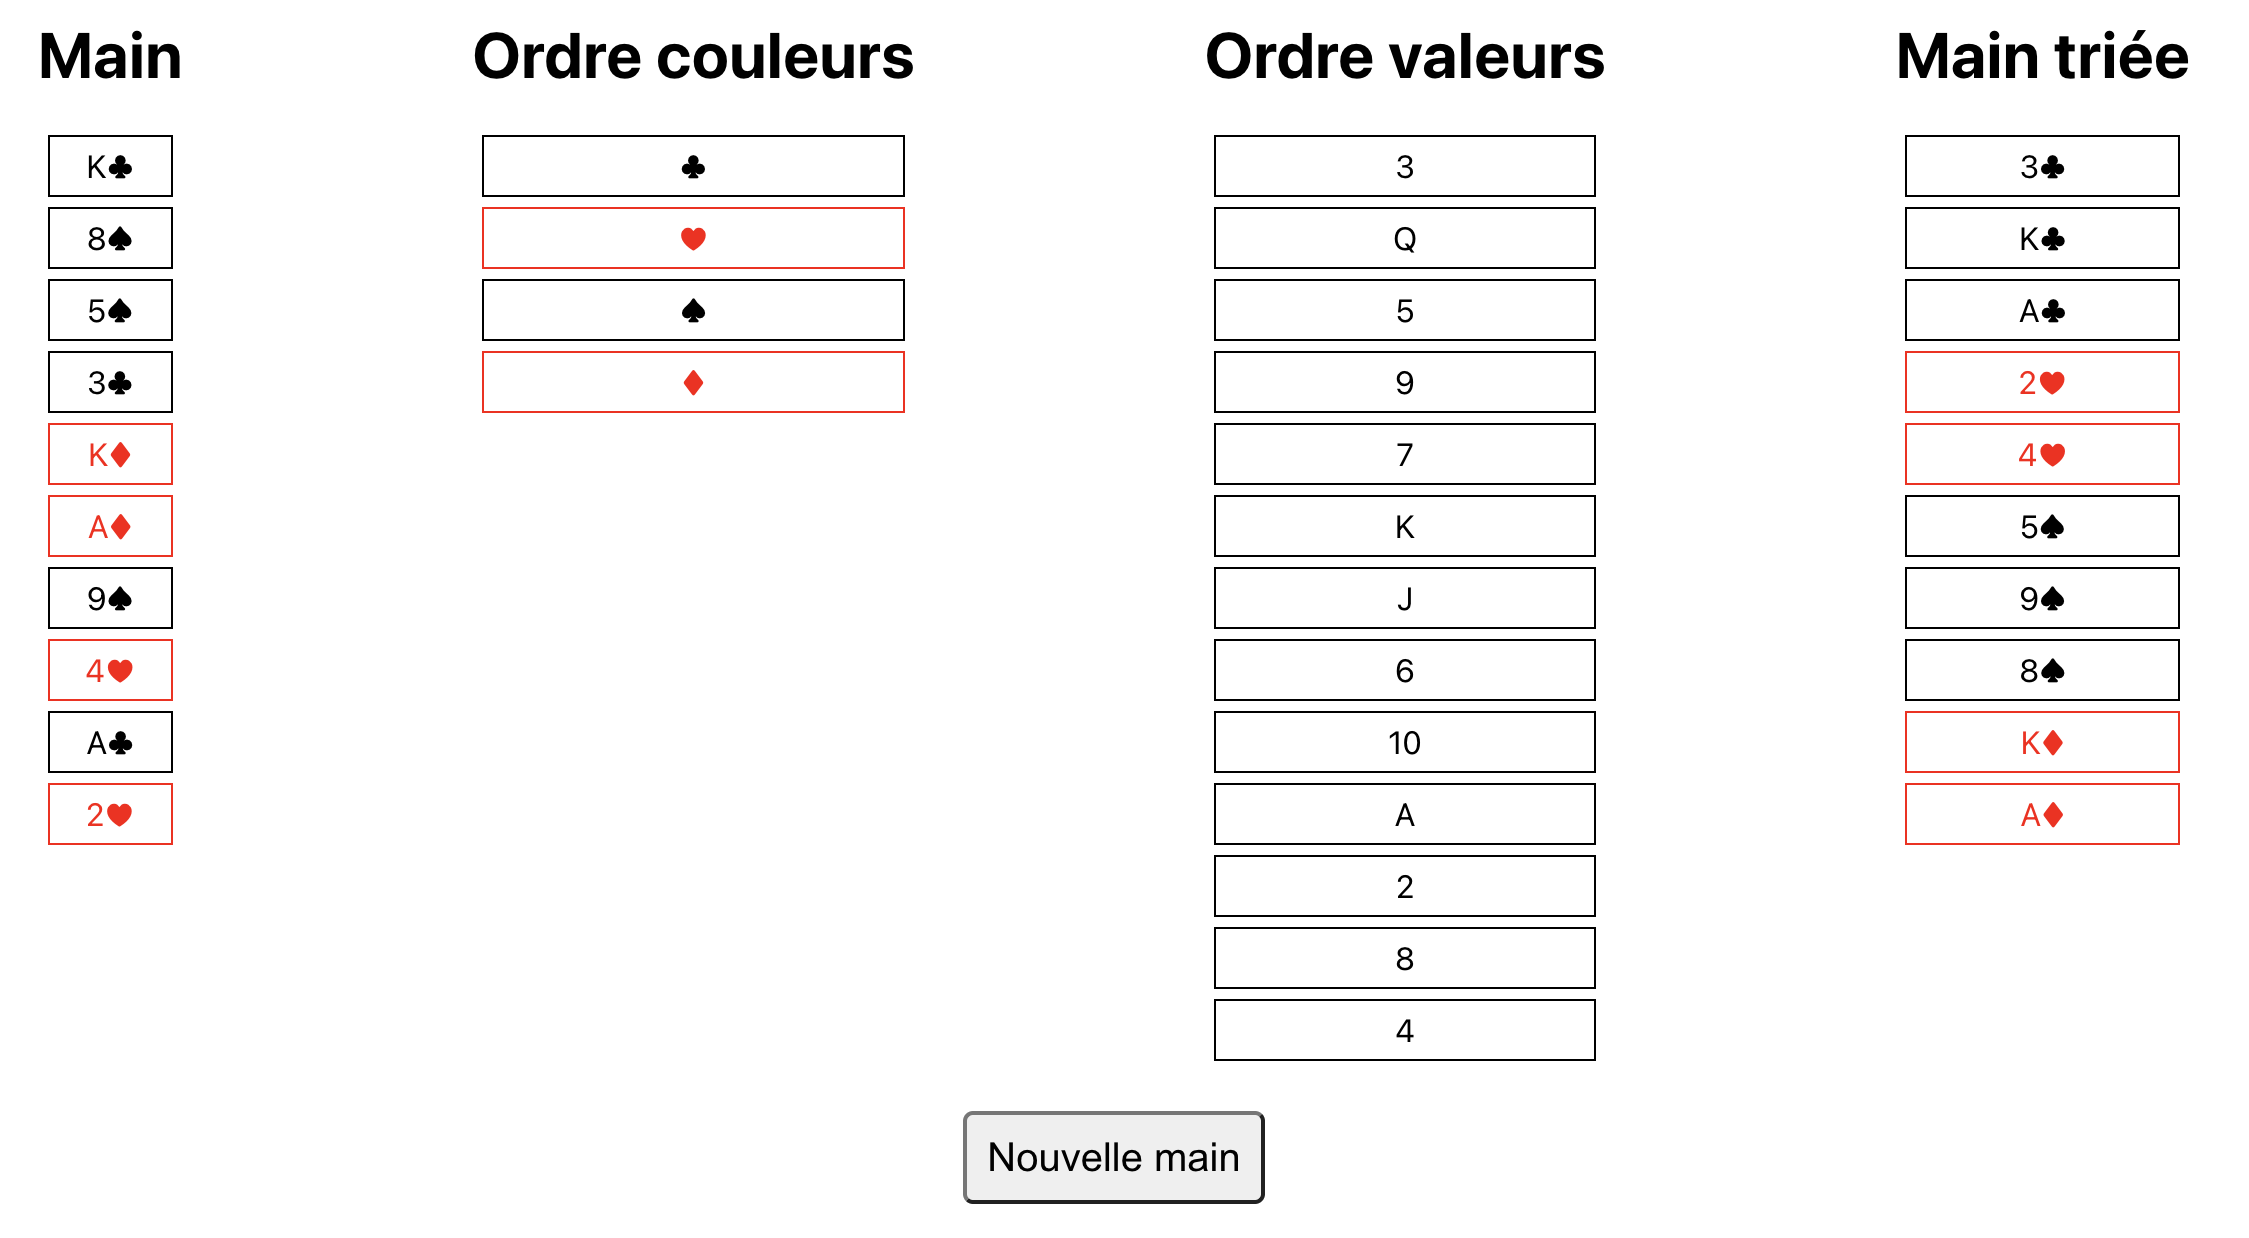 Main
K♣
8♠
5♠
3♣
K♦
A♦
9♠
4♥
A♣
2♥
Ordre couleurs
♣
♥
♠
♦
Ordre valeurs
3
Q
5
9
7
K
J
6
10
A
2
8
4
Main triée
3♣
K♣
A♣
2♥
4♥
5♠
9♠
8♠
K♦
A♦
Nouvelle main